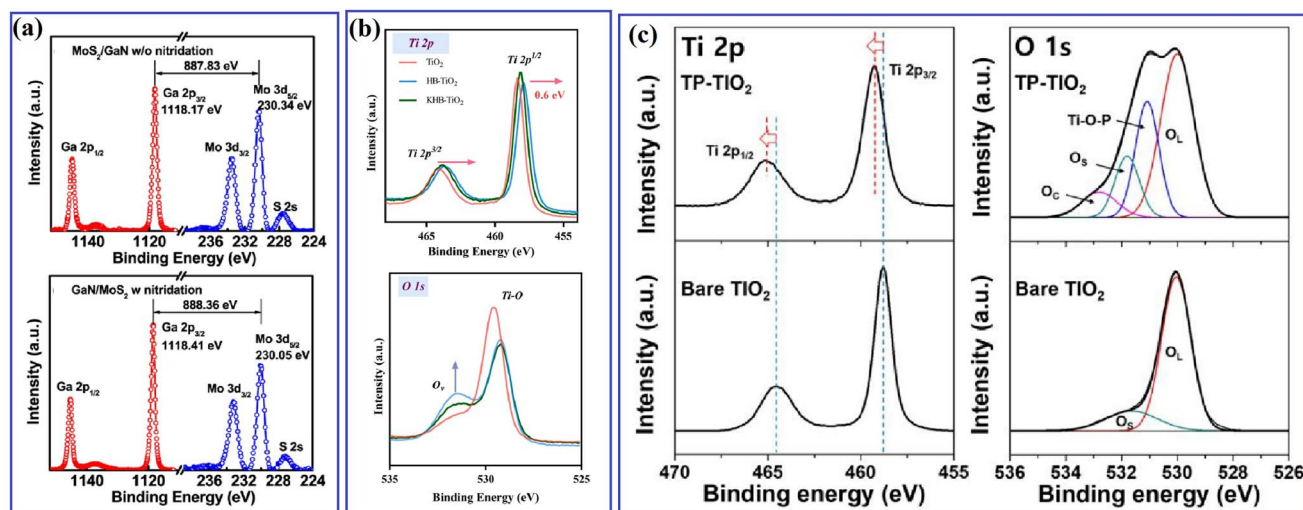 (a)
MoS2/GaN w/o nitridation
887.83 eV
Ga 2p3/2
1118.17 eV
Mo 3d5/2
230.34 eV
Ga 2p1/2
Mo 3d3/2
S 2s
Intensity (a.u.)
1140 1120 236 232 228 224
Binding Energy (eV)
GaN/MoS2 w nitridation
888.36 eV
Ga 2p3/2
1118.41 eV
Mo 3d5/2
230.05 eV
Ga 2p1/2
Mo 3d3/2
S 2s
Intensity (a.u.)
1140 1120 236 232 228 224
Binding Energy (eV)
(b)
Ti 2p
TiO2
HB-TiO2
KHB-TiO2
Ti 2p1/2
0.6 eV
Ti 2p3/2
Intensity (a.u.)
465 460 455
Binding Energy (eV)
O 1s
Ti-O
Ov
Intensity (a.u.)
535 530 525
Binding Energy (eV)
(c)
Ti 2p
TP-TIO2
Ti 2p3/2
Ti 2p1/2
Intensity (a.u.)
Bare TIO2
Intensity (a.u.)
470 465 460 455
Binding energy (eV)
O 1s
TP-TIO2
Ti-O-P
OL
OS
OC
Intensity (a.u.)
Bare TIO2
OL
OS
Intensity (a.u.)
536 534 532 530 528 526
Binding energy (eV)